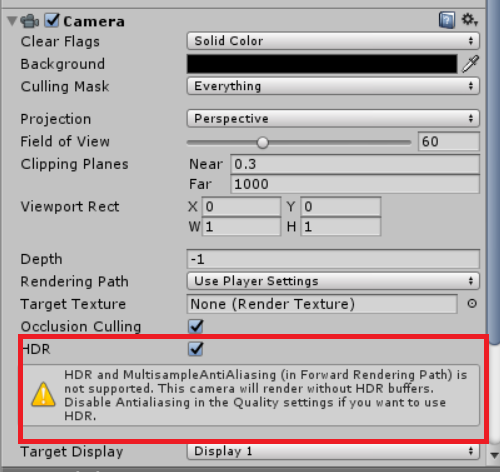 Camera
Clear Flags Solid Color
Background
Culling Mask Everything
Projection Perspective
Field of View 60
Clipping Planes Near 0.3
Far 1000
Viewport Rect X 0 Y 0
W 1 H 1
Depth -1
Rendering Path Use Player Settings
Target Texture None (Render Texture)
Occlusion Culling
HDR
HDR and MultisampleAntiAliasing (in Forward Rendering Path) is
not supported. This camera will render without HDR buffers.
Disable Antialiasing in the Quality settings if you want to use
HDR.
Target Display Display 1